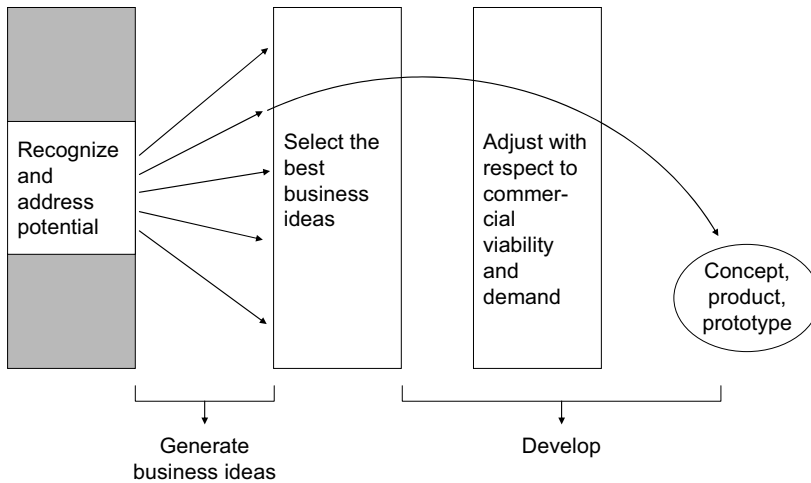 Recognize
and
address
potential
Select the
best
business
ideas
Adjust with
respect to
commer-
cial
viability
and
demand
Concept,
product,
prototype
Generate
business ideas
Develop